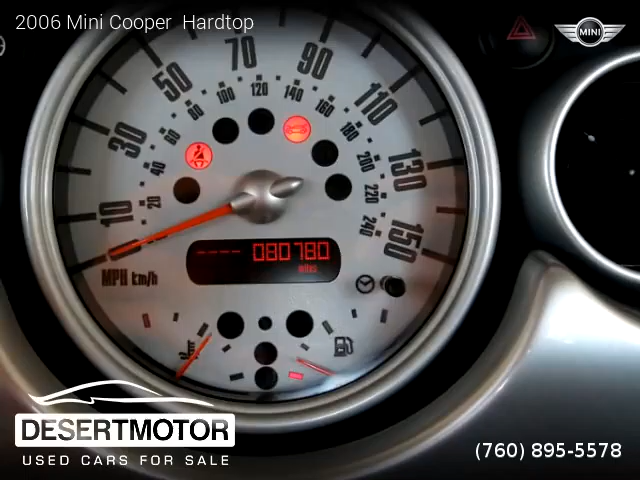 2006 Mini Cooper Hardtop
MINI
10 30 50 70 90 110 130 150
20 40 60 80 100 120 140 160 180 200 220 240
---- 080780
miles
MPH km/h
DESERTMOTOR
USED CARS FOR SALE
(760) 895-5578